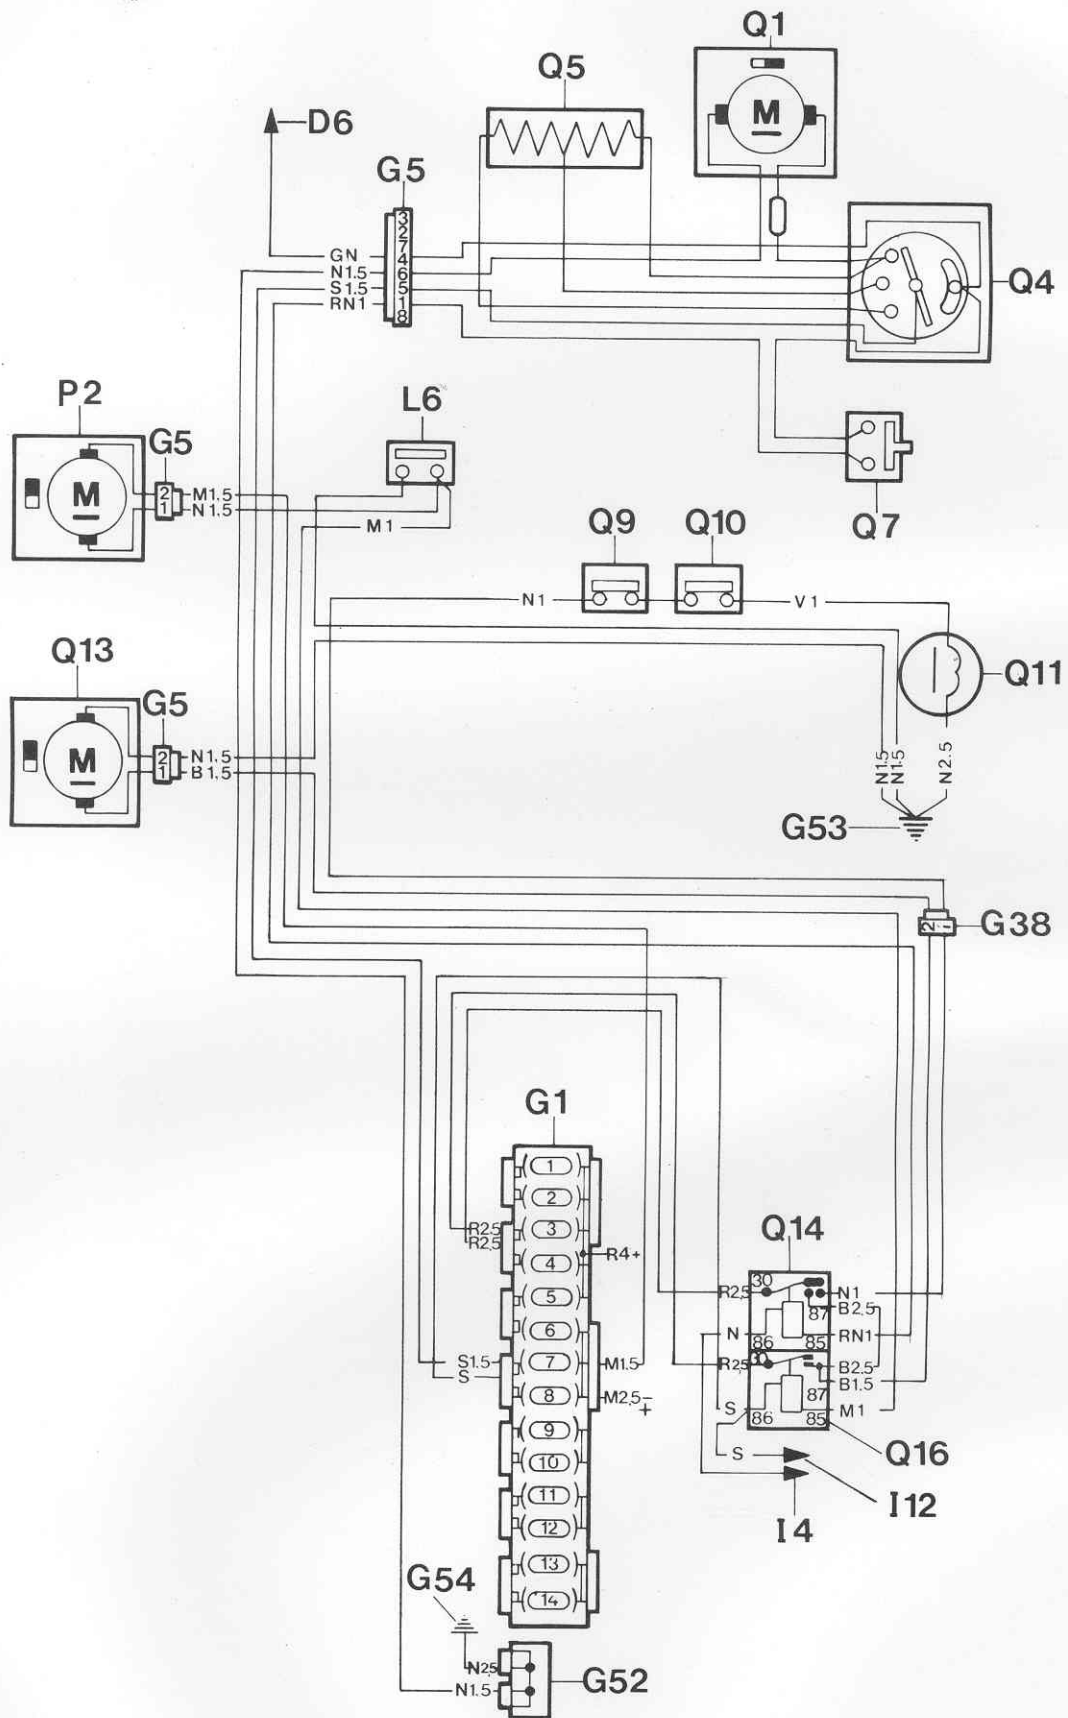 Q1
Q5
D6
M
G5
3
2
7
GN 4
N1.5 6
S1.5 5
RN1 1
8
Q4
P2
L6
G5
M
2 M1.5
1 N1.5
M1
Q7
Q9 Q10
N1 V1
Q13
Q11
G5
M
2 N1.5
1 B1.5
N1.5 N1.5 N2.5
G53
2 1
G38
G1
1
2
R2.5 3
R2.5
4 R4+
5
6
S1.5 7 M1.5
S
8 M2.5 –
+
9
10
11
12
13
14
Q14
30
R2.5 N1
87 B2.5
N 86 85 RN1
R2.5 30 B2.5
87 B1.5
S 86 85 M1
Q16
S
I12
I4
G54
N2.5
N1.5
G52